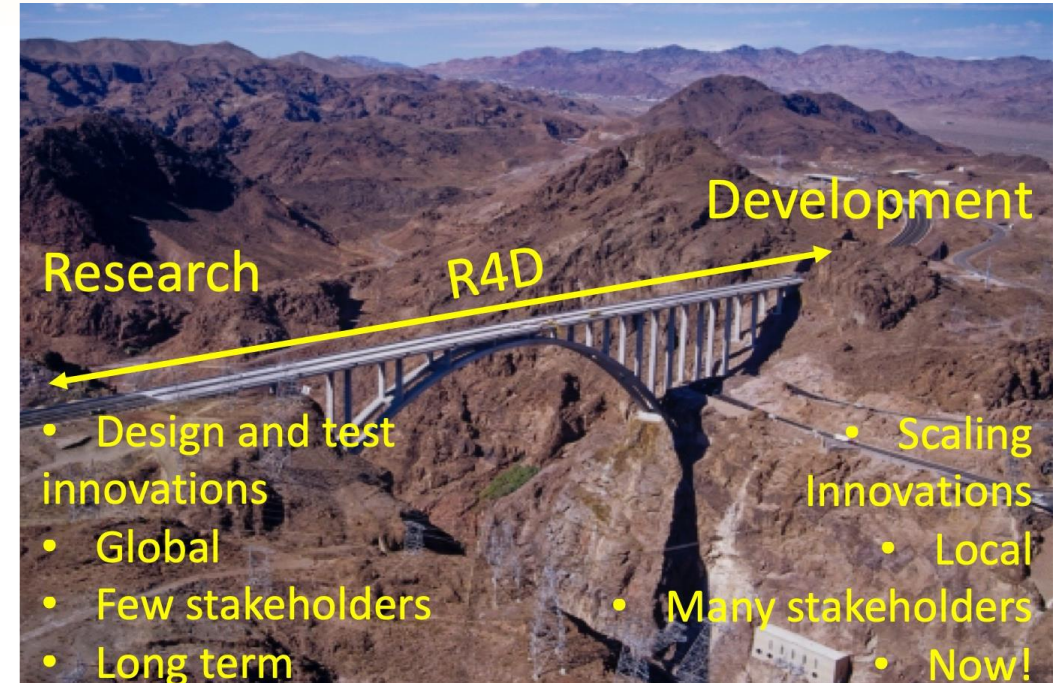 Development
Research
R4D
• Design and test
innovations
• Global
• Few stakeholders
• Long term
• Scaling
Innovations
• Local
• Many stakeholders
• Now!